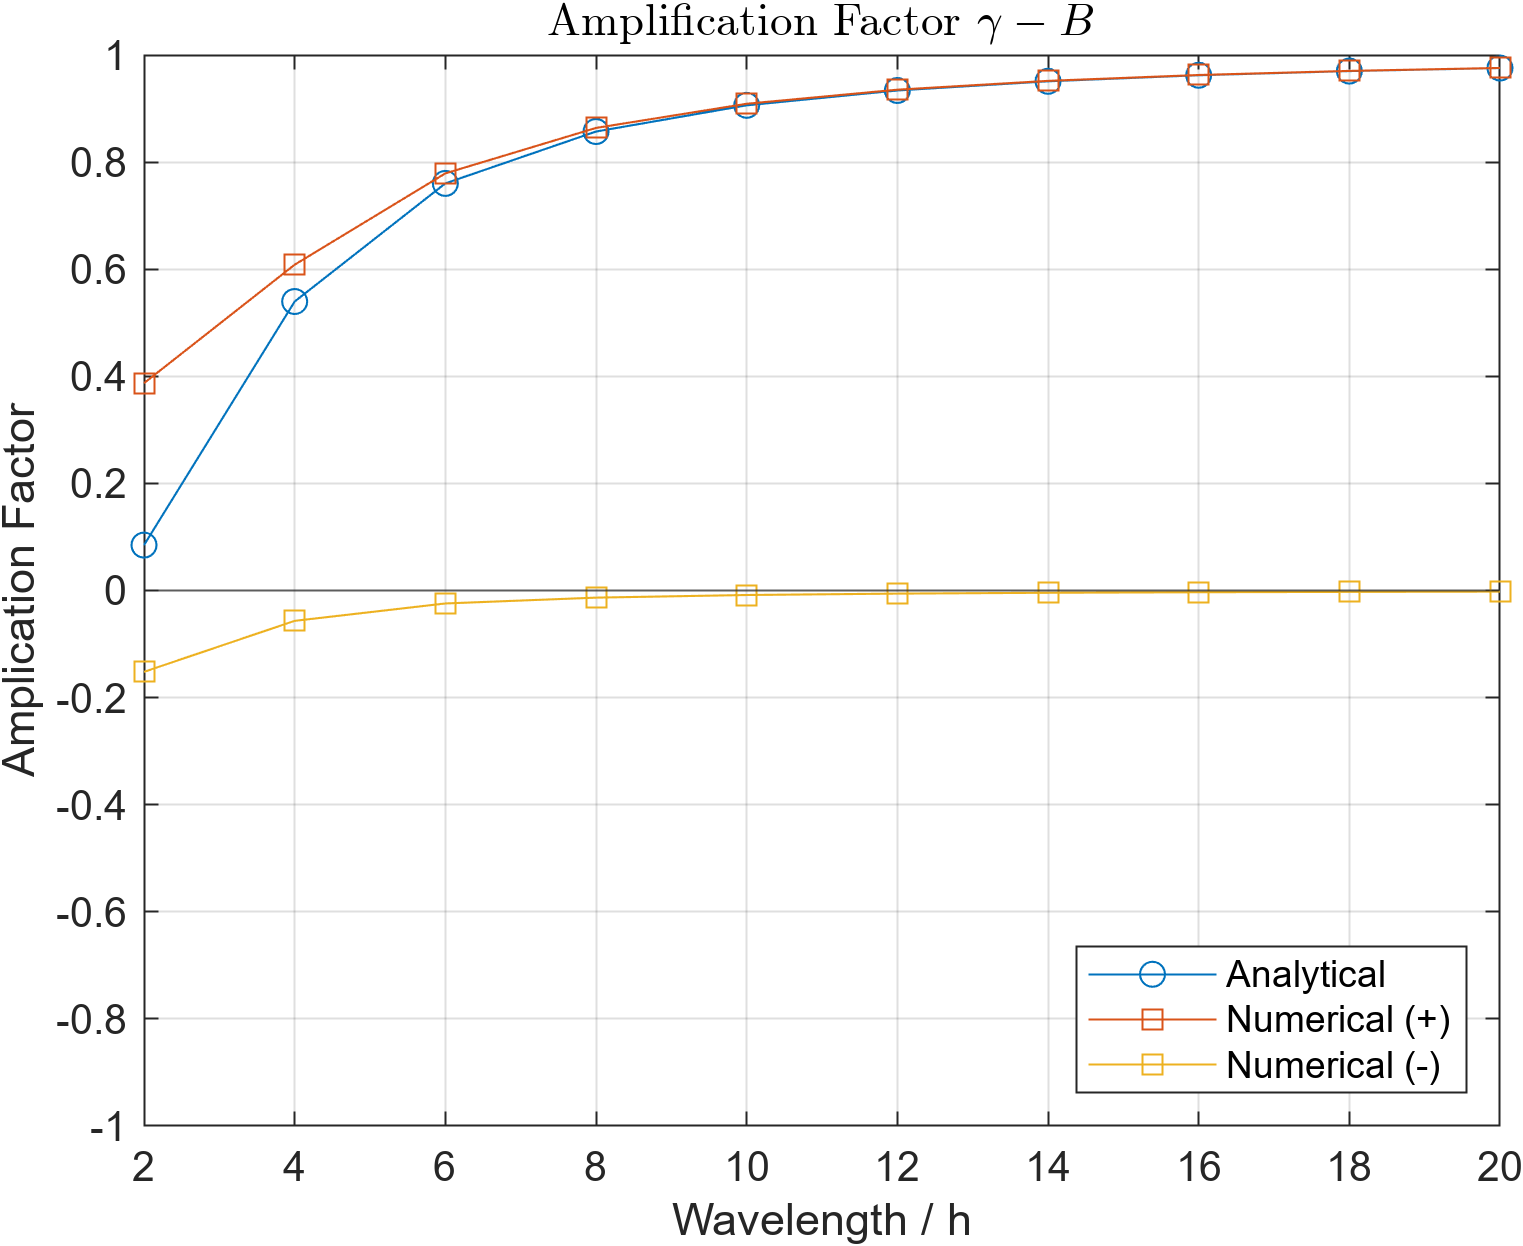 Amplification Factor γ − B
1
0.8
0.6
0.4
0.2
0
-0.2
-0.4
-0.6
-0.8
-1
Amplication Factor
2 4 6 8 10 12 14 16 18 20
Wavelength / h
Analytical
Numerical (+)
Numerical (-)